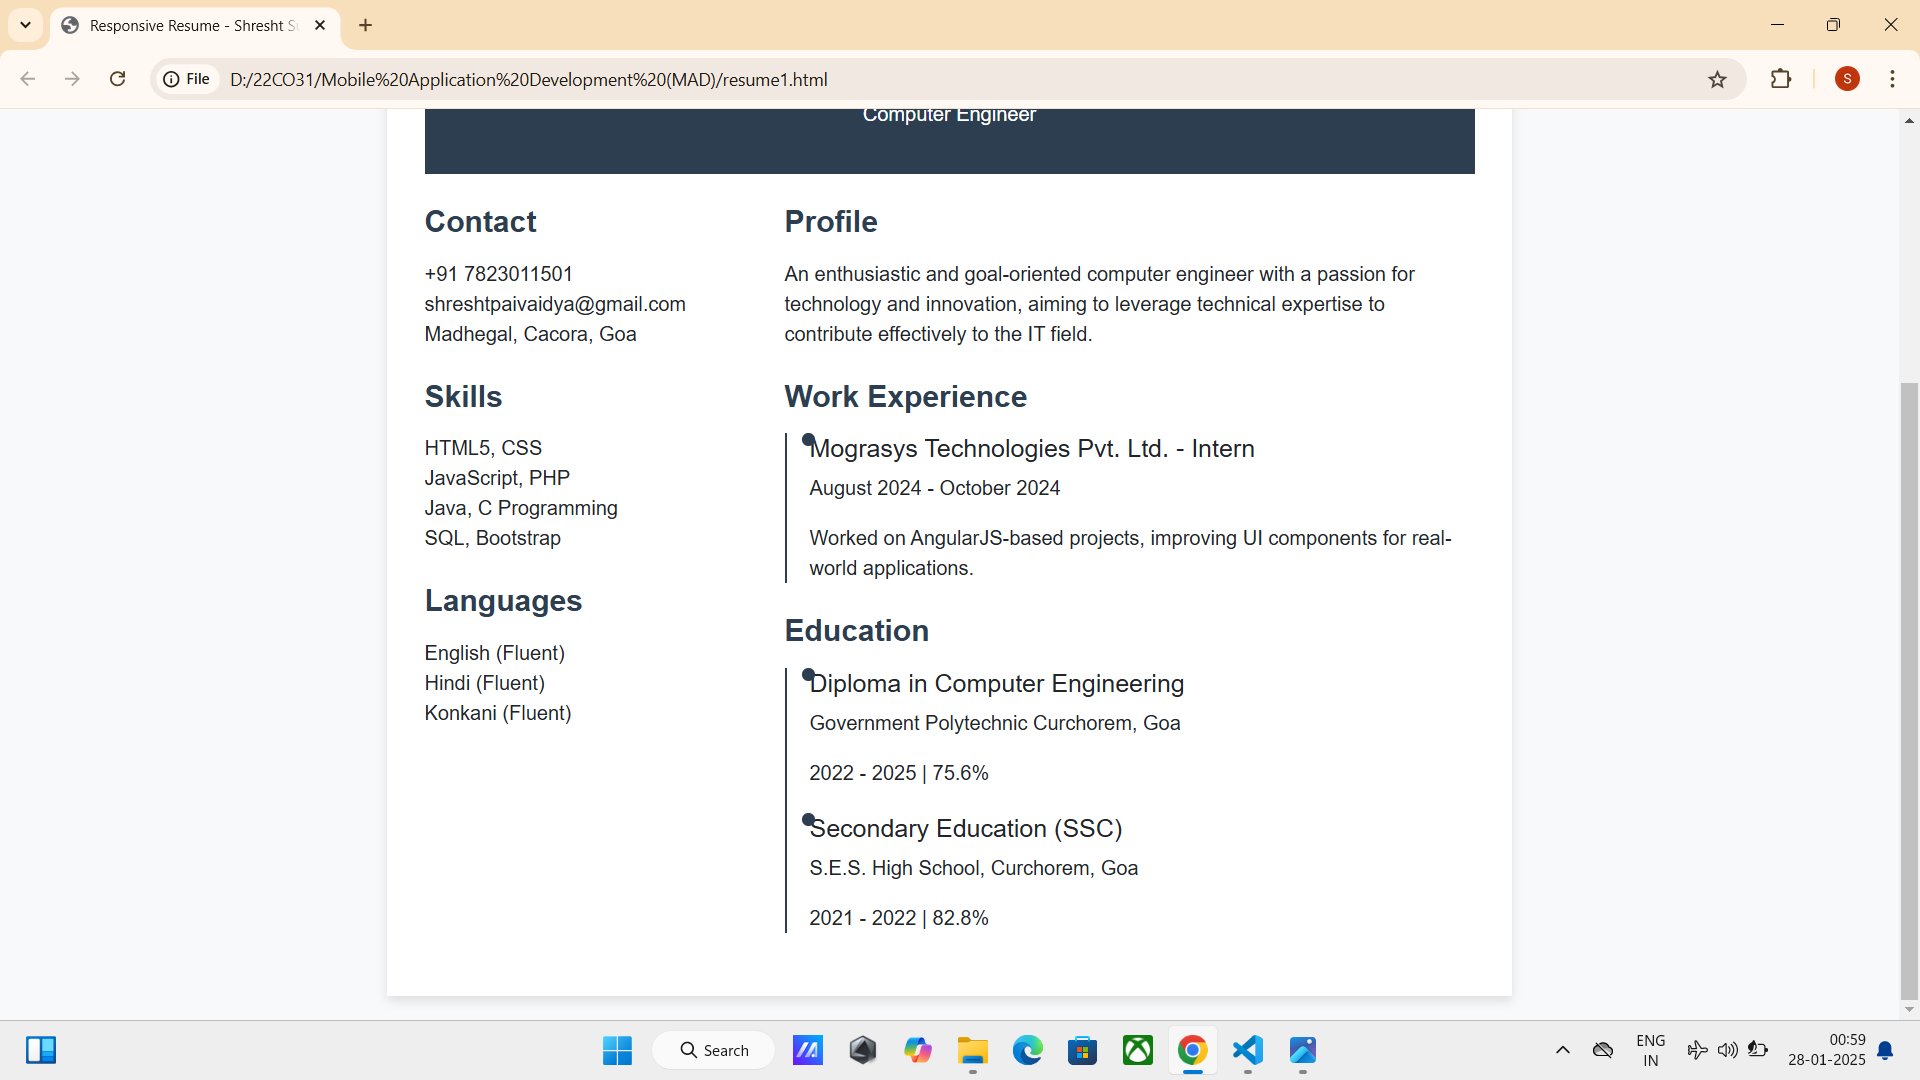 Responsive Resume - Shresht S
File
D:/22CO31/Mobile%20Application%20Development%20(MAD)/resume1.html
S
Computer Engineer
Contact
+91 7823011501
shreshtpaivaidya@gmail.com
Madhegal, Cacora, Goa
Skills
HTML5, CSS
JavaScript, PHP
Java, C Programming
SQL, Bootstrap
Languages
English (Fluent)
Hindi (Fluent)
Konkani (Fluent)
Profile
An enthusiastic and goal-oriented computer engineer with a passion for
technology and innovation, aiming to leverage technical expertise to
contribute effectively to the IT field.
Work Experience
Mograsys Technologies Pvt. Ltd. - Intern
August 2024 - October 2024
Worked on AngularJS-based projects, improving UI components for real-
world applications.
Education
Diploma in Computer Engineering
Government Polytechnic Curchorem, Goa
2022 - 2025 | 75.6%
Secondary Education (SSC)
S.E.S. High School, Curchorem, Goa
2021 - 2022 | 82.8%
Search
ENG
IN
00:59
28-01-2025